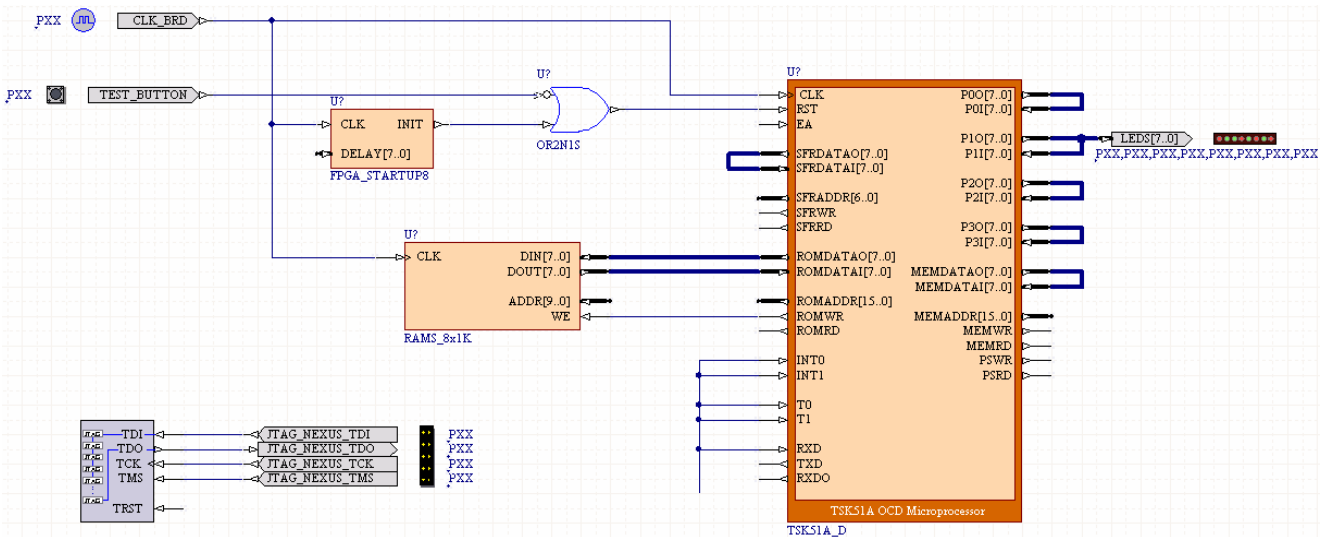 PXX
CLK_BRD
PXX
TEST_BUTTON
U?
CLK
INIT
DELAY[7..0]
FPGA_STARTUP8
U?
OR2N1S
U?
CLK
DIN[7..0]
DOUT[7..0]
ADDR[9..0]
WE
RAMS_8x1K
U?
CLK
RST
EA
SFRDATAO[7..0]
SFRDATAI[7..0]
SFRADDR[6..0]
SFRWR
SFRRD
ROMDATAO[7..0]
ROMDATAI[7..0]
ROMADDR[15..0]
ROMWR
ROMRD
INT0
INT1
T0
T1
RXD
TXD
RXDO
P0O[7..0]
P0I[7..0]
P1O[7..0]
P1I[7..0]
P2O[7..0]
P2I[7..0]
P3O[7..0]
P3I[7..0]
MEMDATAO[7..0]
MEMDATAI[7..0]
MEMADDR[15..0]
MEMWR
MEMRD
PSWR
PSRD
TSK51A OCD Microprocessor
TSK51A_D
LEDS[7..0]
PXX,PXX,PXX,PXX,PXX,PXX,PXX,PXX
JTAG
JTAG
JTAG
JTAG
JTAG
JTAG
TDI
TDO
TCK
TMS
TRST
JTAG_NEXUS_TDI
JTAG_NEXUS_TDO
JTAG_NEXUS_TCK
JTAG_NEXUS_TMS
PXX
PXX
PXX
PXX